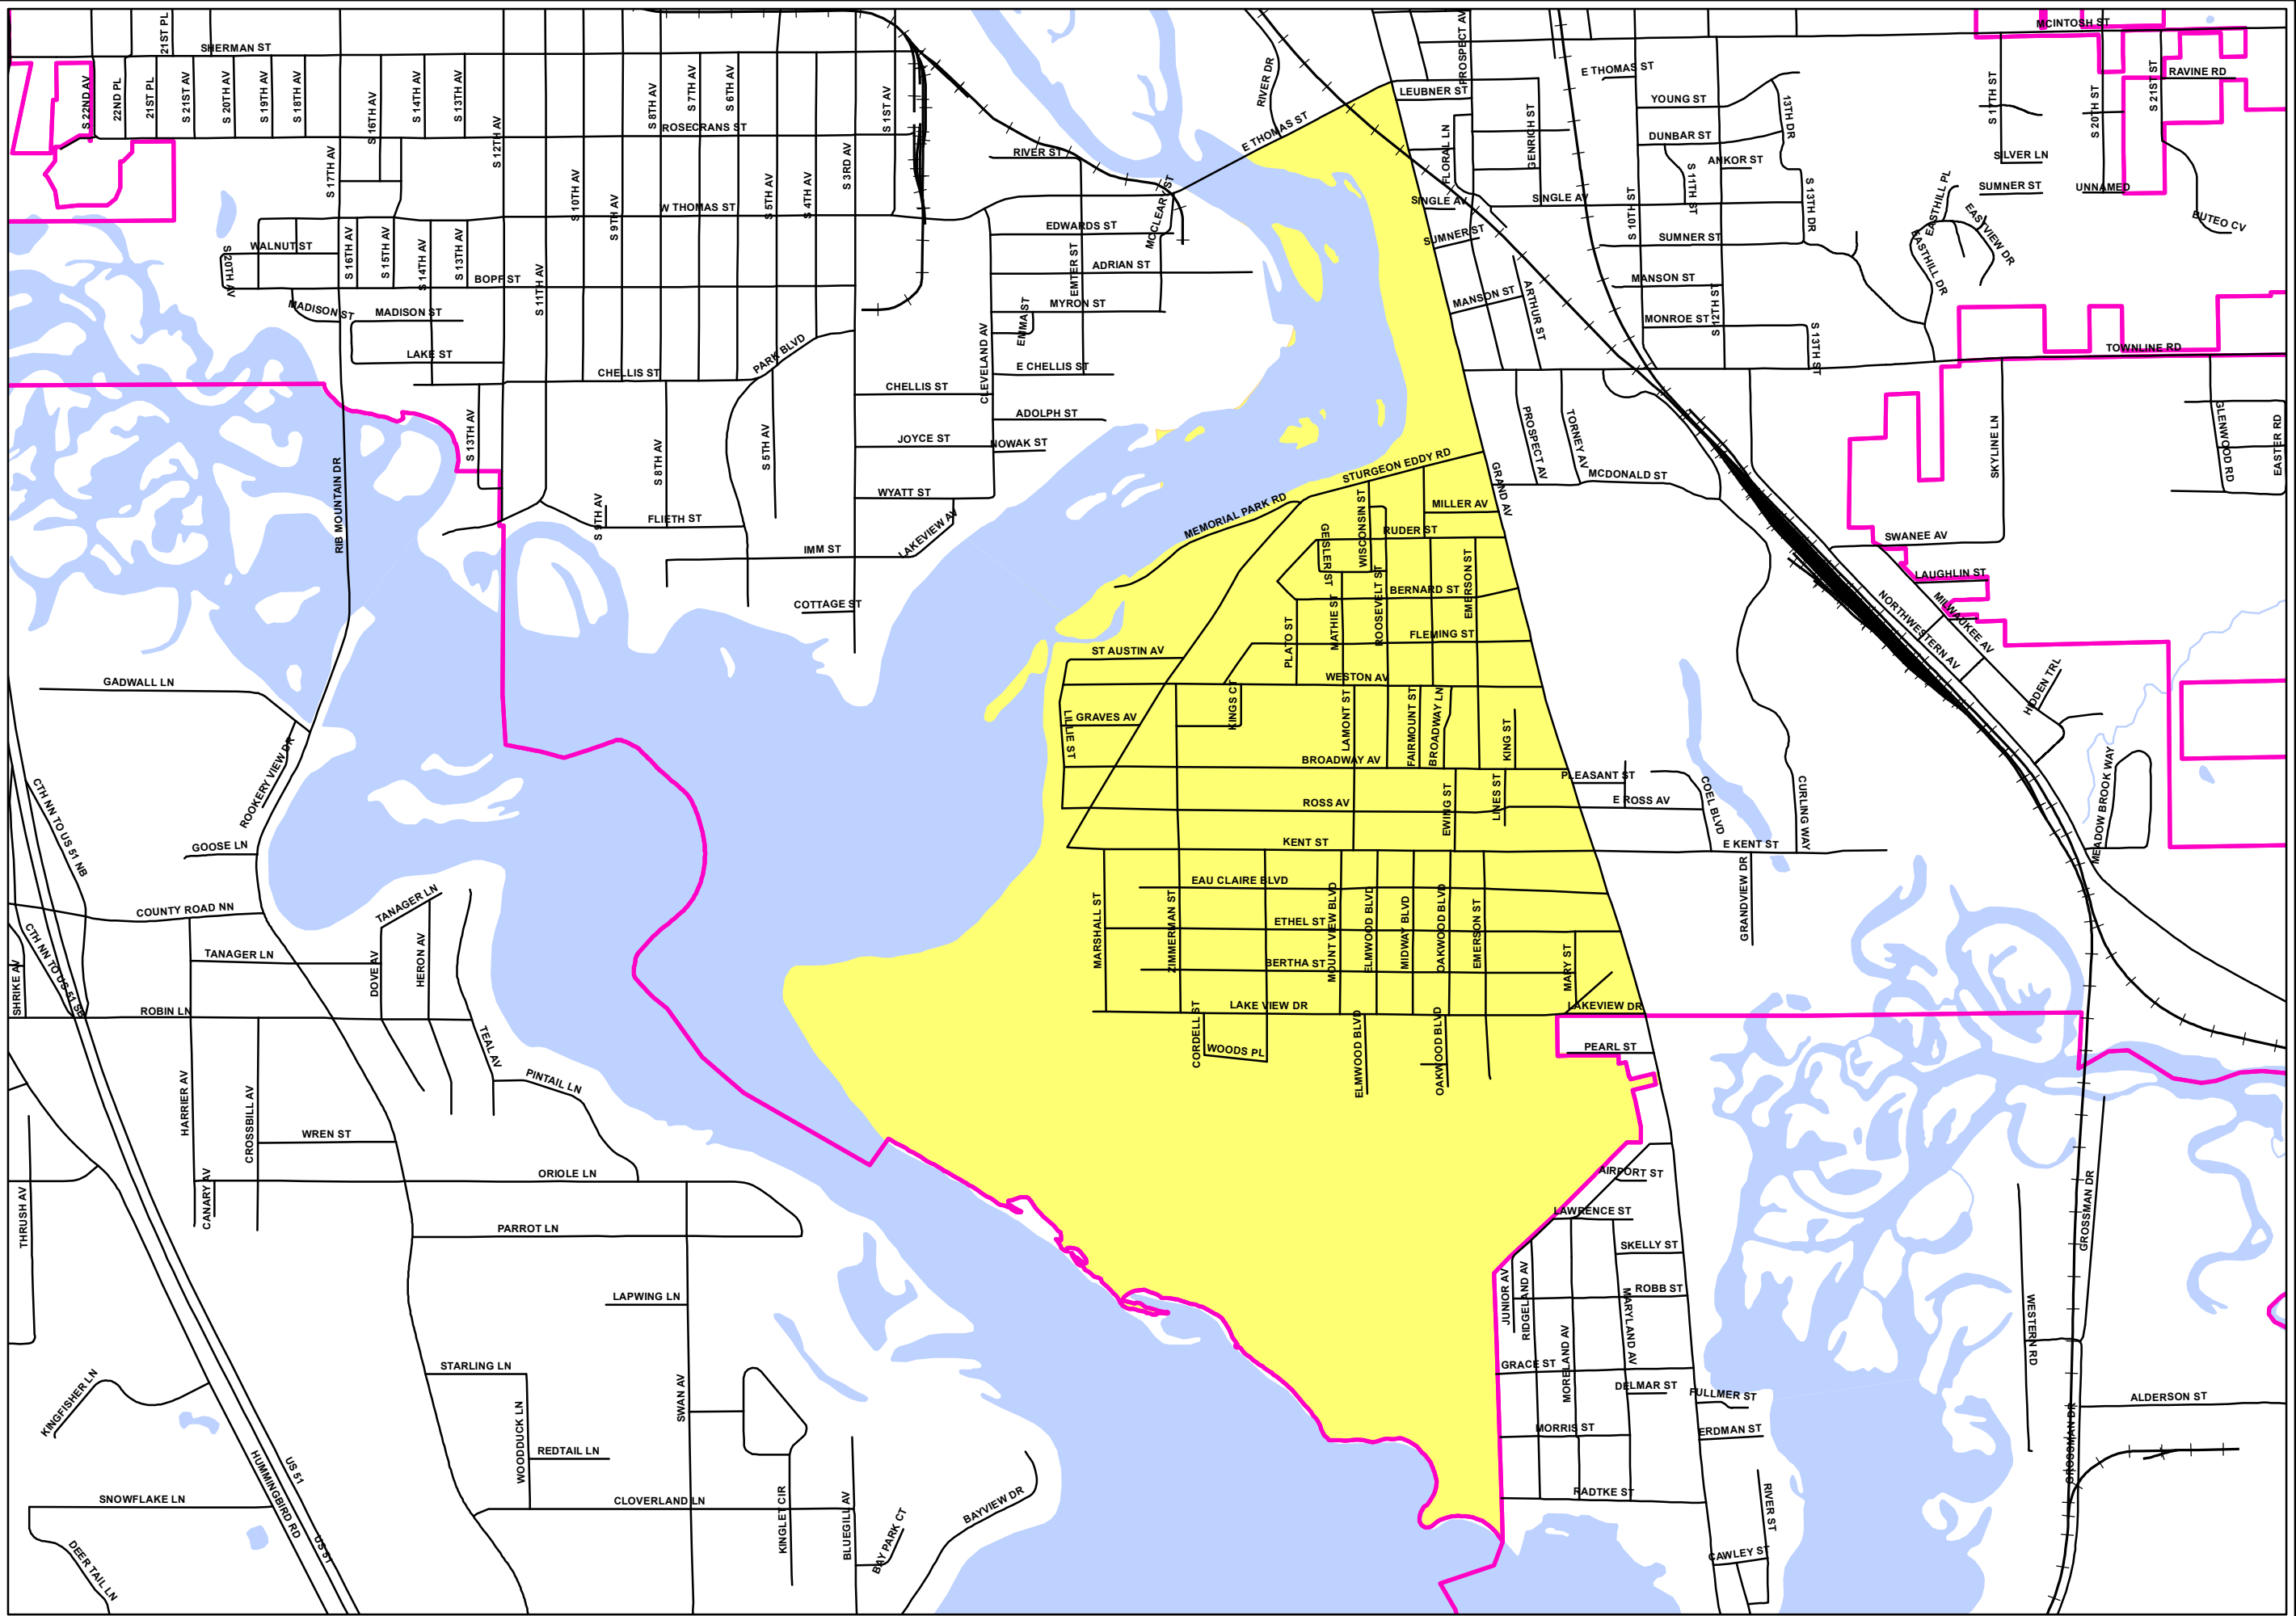 MCINTOSH ST
21ST PL
SHERMAN ST
PROSPECT AV
E THOMAS ST
RAVINE RD
S 22ND AV
22ND PL
21ST PL
S 21ST AV
S 20TH AV
S 19TH AV
S 18TH AV
S 16TH AV
S 14TH AV
S 13TH AV
S 12TH AV
S 8TH AV
S 7TH AV
S 6TH AV
S 1ST AV
RIVER DR
LEUBNER ST
YOUNG ST
13TH DR
S 17TH ST
S 20TH ST
S 21ST ST
ROSECRANS ST
E THOMAS ST
FLORAL LN
GENRICH ST
DUNBAR ST
RIVER ST
S 17TH AV
S 3RD AV
ANKOR ST
SILVER LN
S 10TH AV
S 9TH AV
S 5TH AV
S 4TH AV
W THOMAS ST
MCCLEARY ST
SINGLE AV
SINGLE AV
S 10TH ST
S 11TH ST
S 13TH DR
SUMNER ST
UNNAMED
EASTHILL PL
EASTVIEW DR
BUTEO CV
EDWARDS ST
WALNUT ST
S 20TH AV
S 16TH AV
S 15TH AV
S 14TH AV
S 13TH AV
SUMNER ST
SUMNER ST
EASTHILL DR
ADRIAN ST
EMTER ST
BOPF ST
S 11TH AV
MANSON ST
MANSON ST
ARTHUR ST
S 12TH ST
MADISON ST
MADISON ST
MYRON ST
EMMA ST
MONROE ST
S 13TH ST
LAKE ST
PARK BLVD
CLEVELAND AV
TOWNLINE RD
CHELLIS ST
E CHELLIS ST
CHELLIS ST
ADOLPH ST
S 13TH AV
S 8TH AV
S 5TH AV
JOYCE ST
NOWAK ST
PROSPECT AV
TORNEY AV
SKYLINE LN
GLENWOOD RD
EASTER RD
RIB MOUNTAIN DR
STURGEON EDDY RD
GRAND AV
MCDONALD ST
WYATT ST
MEMORIAL PARK RD
MILLER AV
S 9TH AV
FLIETH ST
LAKEVIEW AV
GEISLER ST
WISCONSIN ST
RUDER ST
SWANEE AV
IMM ST
LAUGHLIN ST
BERNARD ST
COTTAGE ST
MATHIE ST
ROOSEVELT ST
EMERSON ST
NORTHWESTERN AV
MILWAUKEE AV
FLEMING ST
PLATO ST
ST AUSTIN AV
WESTON AV
GADWALL LN
KINGS CT
LAMONT ST
FAIRMOUNT ST
BROADWAY LN
HIDDEN TRL
LILLIE ST
GRAVES AV
KING ST
ROOKERY VIEW DR
BROADWAY AV
PLEASANT ST
CTH NN TO US 51 NB
ROSS AV
EWING ST
LINES ST
E ROSS AV
COEL BLVD
CURLING WAY
MEADOW BROOK WAY
GOOSE LN
KENT ST
E KENT ST
EAU CLAIRE BLVD
GRANDVIEW DR
COUNTY ROAD NN
TANAGER LN
ETHEL ST
MARSHALL ST
ZIMMERMAN ST
MOUNT VIEW BLVD
ELMWOOD BLVD
MIDWAY BLVD
OAKWOOD BLVD
EMERSON ST
MARY ST
CTH NN TO US 51 SB
TANAGER LN
DOVE AV
HERON AV
BERTHA ST
SHRIKE AV
ROBIN LN
LAKE VIEW DR
LAKEVIEW DR
TEAL AV
CORDELL ST
WOODS PL
ELMWOOD BLVD
OAKWOOD BLVD
PEARL ST
PINTAIL LN
HARRIER AV
CROSSBILL AV
WREN ST
ORIOLE LN
AIRPORT ST
THRUSH AV
CANARY AV
PARROT LN
LAWRENCE ST
GROSSMAN DR
SKELLY ST
LAPWING LN
JUNIOR AV
RIDGELAND AV
ROBB ST
MARYLAND AV
WESTERN RD
STARLING LN
GRACE ST
MORELAND AV
DELMAR ST
FULLMER ST
ALDERSON ST
KINGFISHER LN
SWAN AV
WOODDUCK LN
REDTAIL LN
MORRIS ST
ERDMAN ST
GROSSMAN DR
US 51
HUMMINGBIRD RD
SNOWFLAKE LN
CLOVERLAND LN
KINGLET CIR
BLUEGILL AV
BAY PARK CT
BAYVIEW DR
RADTKE ST
RIVER ST
DEER TAIL LN
US 51
CAWLEY ST